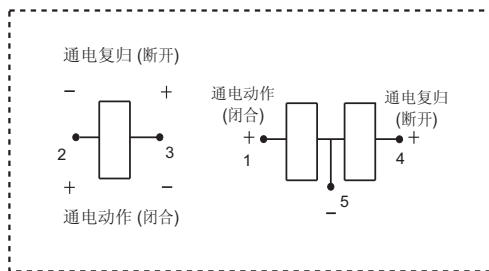 通电复归 (断开)
− +
2 3
+ −
通电动作 (闭合)
通电动作
(闭合)
+
1
通电复归
(断开)
+
4
5
−